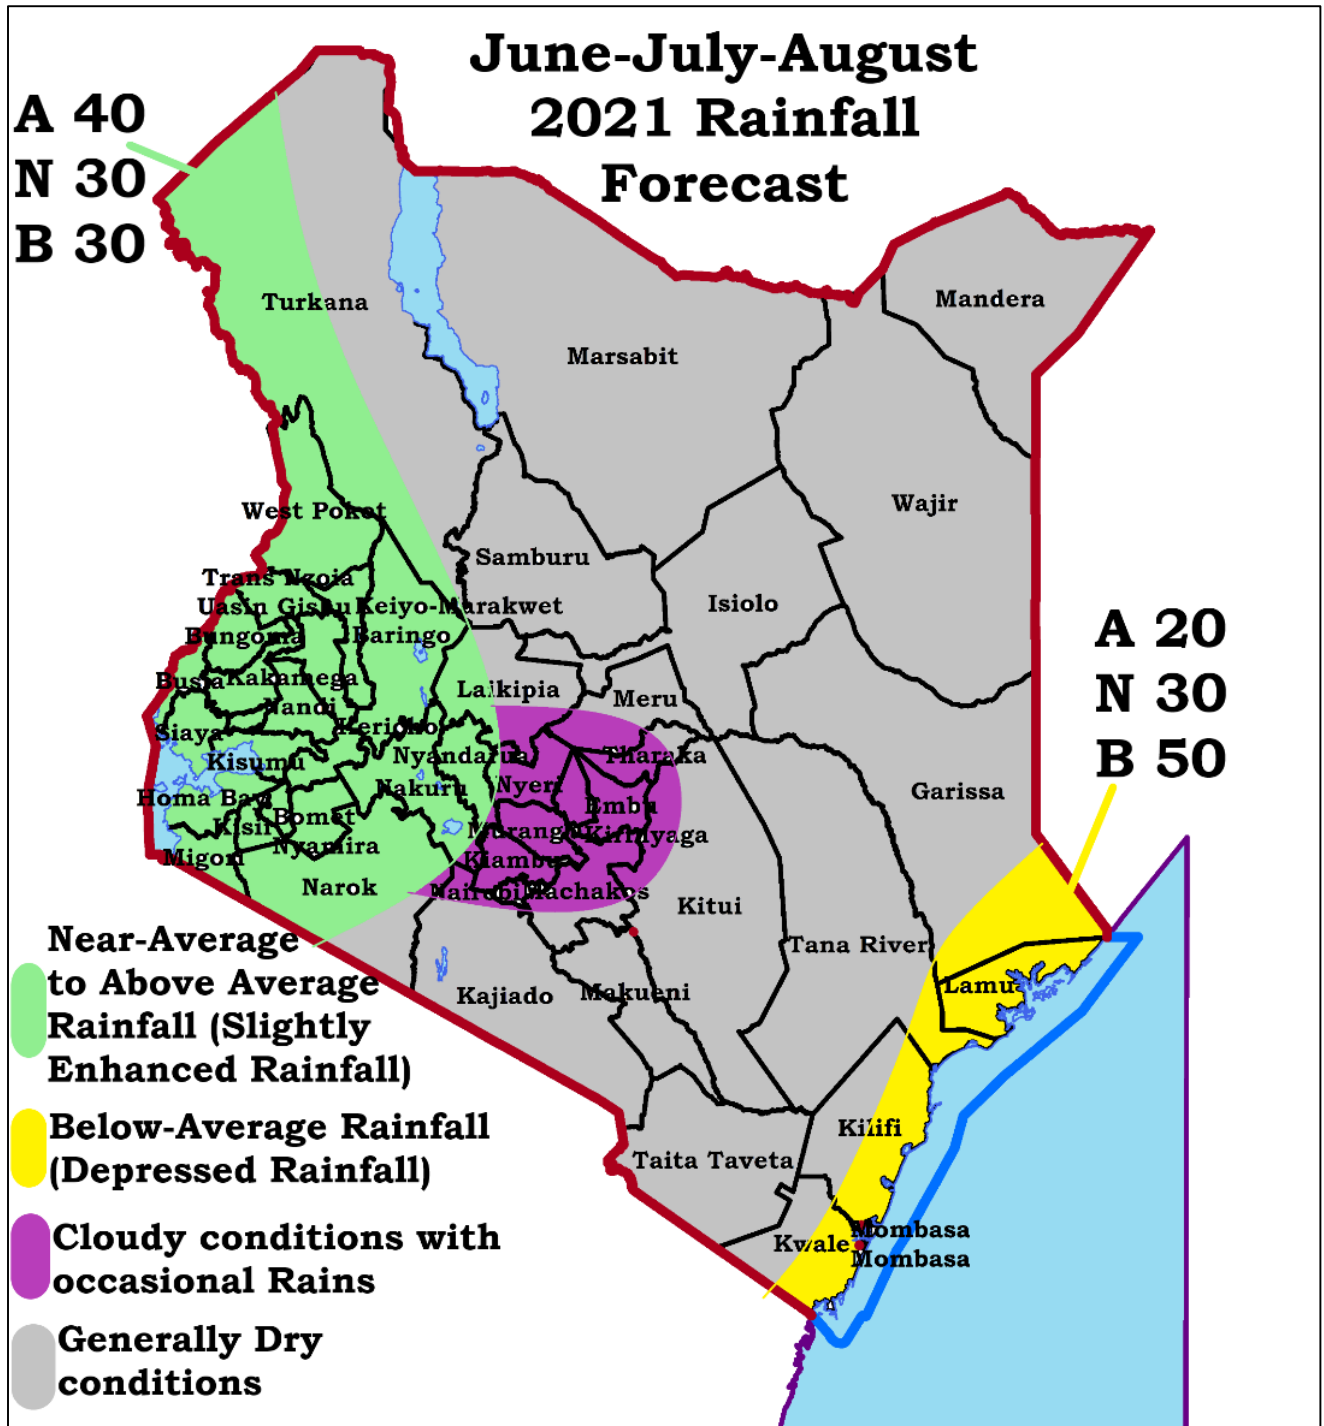 June-July-August
2021 Rainfall
Forecast
A 40
N 30
B 30
Turkana
Mandera
Marsabit
Wajir
West Pokot
Samburu
Trans Nzoia
Uasin Gishu
Keiyo-Marakwet
Isiolo
Bungoma
Baringo
A 20
N 30
B 50
Busia
Kakamega
Laikipia
Meru
Nandi
Siaya
Kericho
Kisumu
Nyandarua
Tharaka
Homa Bay
Nakuru
Nyeri
Embu
Garissa
Kisii
Bomet
Muranga
Kirinyaga
Migori
Nyamira
Kiambu
Narok
Nairobi
Machakos
Kitui
Tana River
Lamu
Kajiado
Makueni
Kilifi
Taita Taveta
Kwale
Mombasa
Mombasa
Near-Average
to Above Average
Rainfall (Slightly
Enhanced Rainfall)
Below-Average Rainfall
(Depressed Rainfall)
Cloudy conditions with
occasional Rains
Generally Dry
conditions